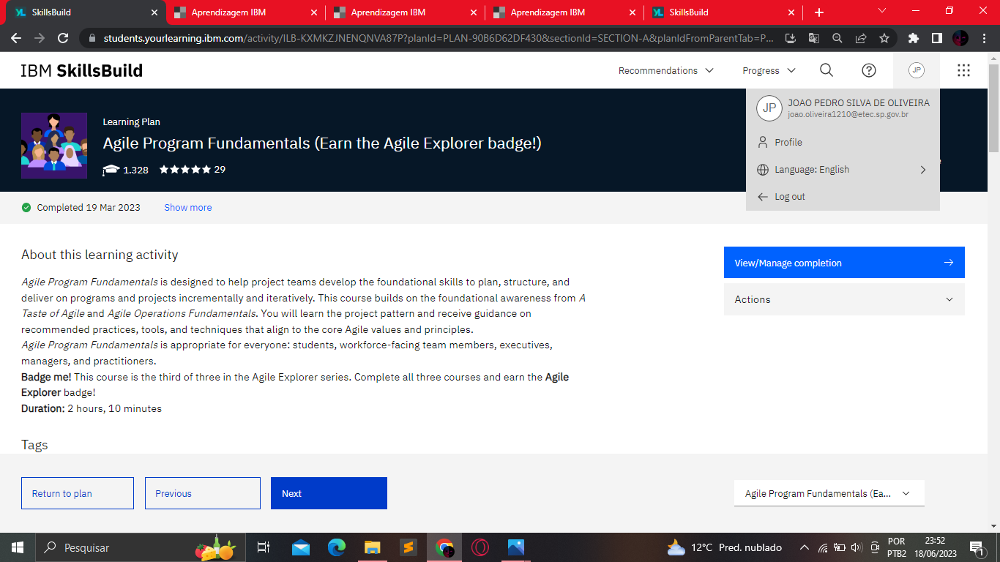 SkillsBuild
Aprendizagem IBM
Aprendizagem IBM
Aprendizagem IBM
SkillsBuild
students.yourlearning.ibm.com/activity/ILB-KXMKZJNENQNVA87P?planId=PLAN-90B6D62DF430&sectionId=SECTION-A&planIdFromParentTab=P...
IBM SkillsBuild
Recommendations
Progress
JP
JP
JOAO PEDRO SILVA DE OLIVEIRA
joao.oliveira1210@etec.sp.gov.br
Profile
Language: English
Log out
Learning Plan
Agile Program Fundamentals (Earn the Agile Explorer badge!)
1.328
29
Completed 19 Mar 2023
Show more
About this learning activity
Agile Program Fundamentals is designed to help project teams develop the foundational skills to plan, structure, and
deliver on programs and projects incrementally and iteratively. This course builds on the foundational awareness from A
Taste of Agile and Agile Operations Fundamentals. You will learn the project pattern and receive guidance on
recommended practices, tools, and techniques that align to the core Agile values and principles.
Agile Program Fundamentals is appropriate for everyone: students, workforce-facing team members, executives,
managers, and practitioners.
Badge me! This course is the third of three in the Agile Explorer series. Complete all three courses and earn the Agile
Explorer badge!
Duration: 2 hours, 10 minutes
View/Manage completion
Actions
Tags
Return to plan
Previous
Next
Agile Program Fundamentals (Ea...
Pesquisar
12°C Pred. nublado
POR
PTB2
23:52
18/06/2023
1